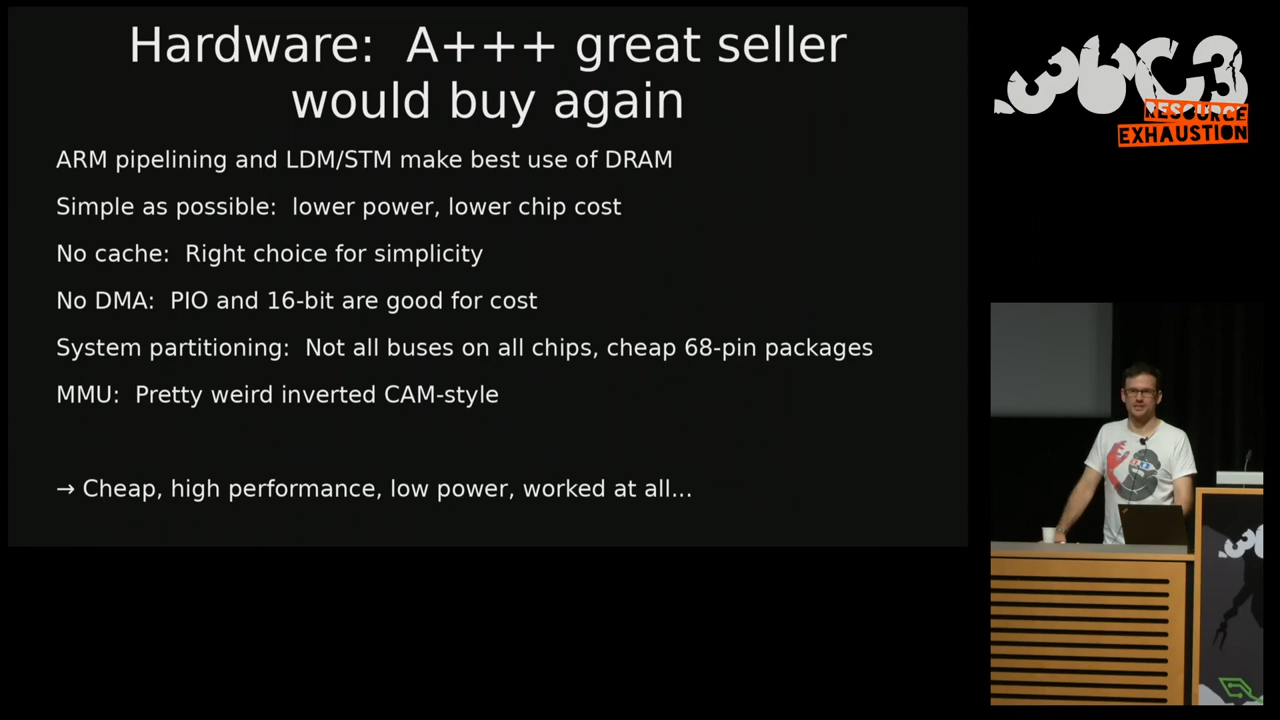 Hardware:  A+++ great seller
would buy again
ARM pipelining and LDM/STM make best use of DRAM
Simple as possible:  lower power, lower chip cost
No cache:  Right choice for simplicity
No DMA:  PIO and 16-bit are good for cost
System partitioning:  Not all buses on all chips, cheap 68-pin packages
MMU:  Pretty weird inverted CAM-style
→ Cheap, high performance, low power, worked at all...
36C3
RESOURCE
EXHAUSTION